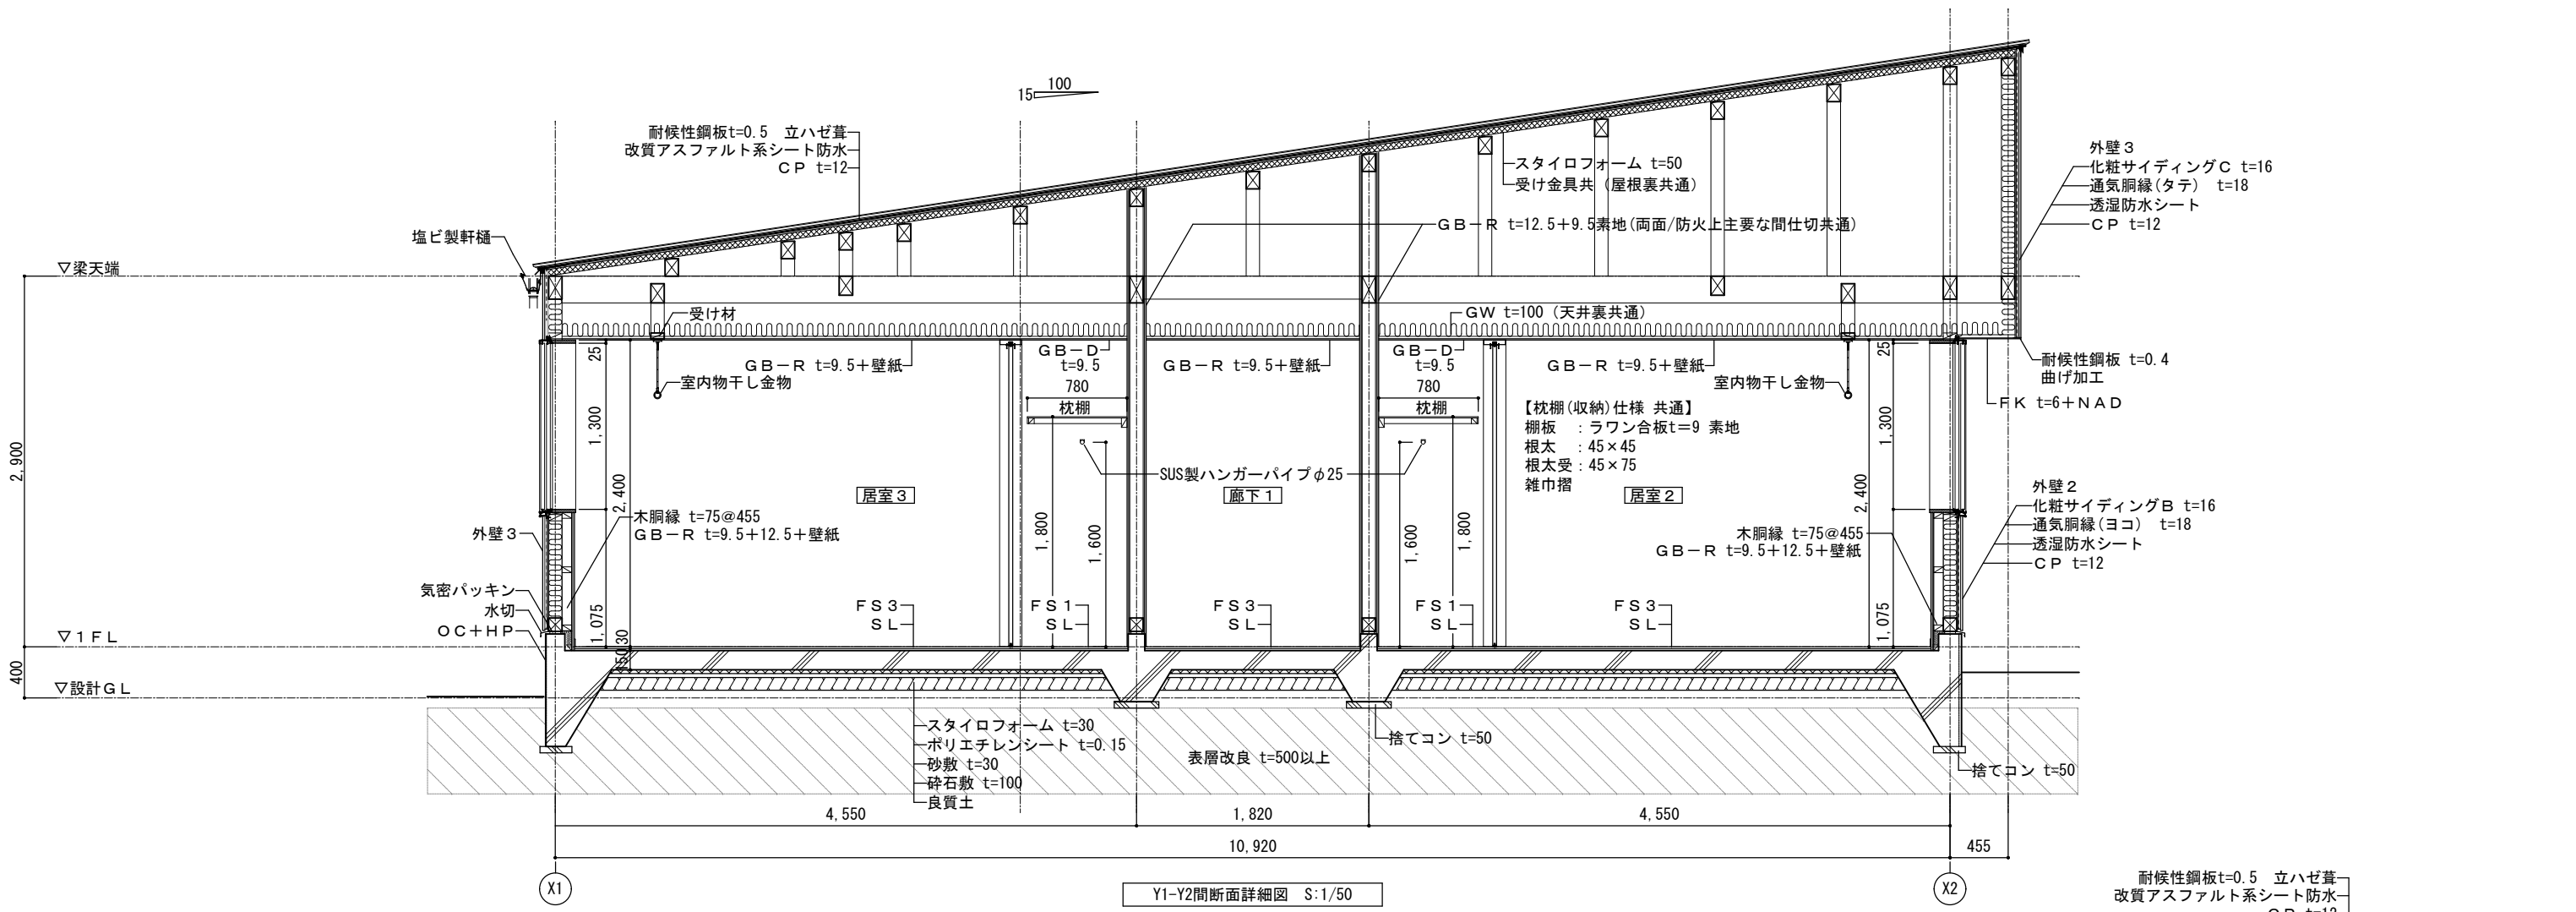 100
15
耐候性鋼板t=0.5　立ハゼ葺
改質アスファルト系シート防水
ＣＰ t=12
塩ビ製軒樋
▽梁天端
スタイロフォーム t=50
受け金具共（屋根裏共通）
ＧＢ－Ｒ t=12.5＋9.5素地(両面/防火上主要な間仕切共通)
外壁３
化粧サイディングＣ t=16
通気胴縁(タテ)　t=18
透湿防水シート
ＣＰ t=12
受け材
ＧＷ t=100（天井裏共通）
25
ＧＢ－Ｒ t=9.5＋壁紙
室内物干し金物
ＧＢ－Ｄ
t=9.5
780
枕棚
ＧＢ－Ｒ t=9.5＋壁紙
ＧＢ－Ｄ
t=9.5
780
枕棚
ＧＢ－Ｒ t=9.5＋壁紙
室内物干し金物
25
耐候性鋼板 t=0.4
曲げ加工
ＦＫ t=6＋ＮＡＤ
【枕棚(収納)仕様 共通】
棚板　：ラワン合板t＝9 素地
根太　：45×45
根太受：45×75
雑巾摺
2,900
1,300
2,400
1,075
150
30
SUS製ハンガーパイプφ25
居室３
廊下１
居室２
1,800
1,600
1,600
1,800
1,300
2,400
1,075
木胴縁 t=75@455
ＧＢ－Ｒ t=9.5＋12.5＋壁紙
木胴縁 t=75@455
ＧＢ－Ｒ t=9.5＋12.5＋壁紙
外壁２
化粧サイディングＢ t=16
通気胴縁(ヨコ)　t=18
透湿防水シート
ＣＰ t=12
外壁３
気密パッキン
水切
ＯＣ＋ＨＰ
▽１ＦＬ
400
▽設計ＧＬ
ＦＳ３
ＳＬ
ＦＳ１
ＳＬ
ＦＳ３
ＳＬ
ＦＳ１
ＳＬ
ＦＳ３
ＳＬ
スタイロフォーム t=30
ポリエチレンシート t=0.15
砂敷 t=30
砕石敷 t=100
良質土
表層改良 t=500以上
捨てコン t=50
捨てコン t=50
4,550
1,820
4,550
10,920
455
X1
X2
Y1-Y2間断面詳細図　S:1/50
耐候性鋼板t=0.5　立ハゼ葺
改質アスファルト系シート防水
ＣＰ t=12